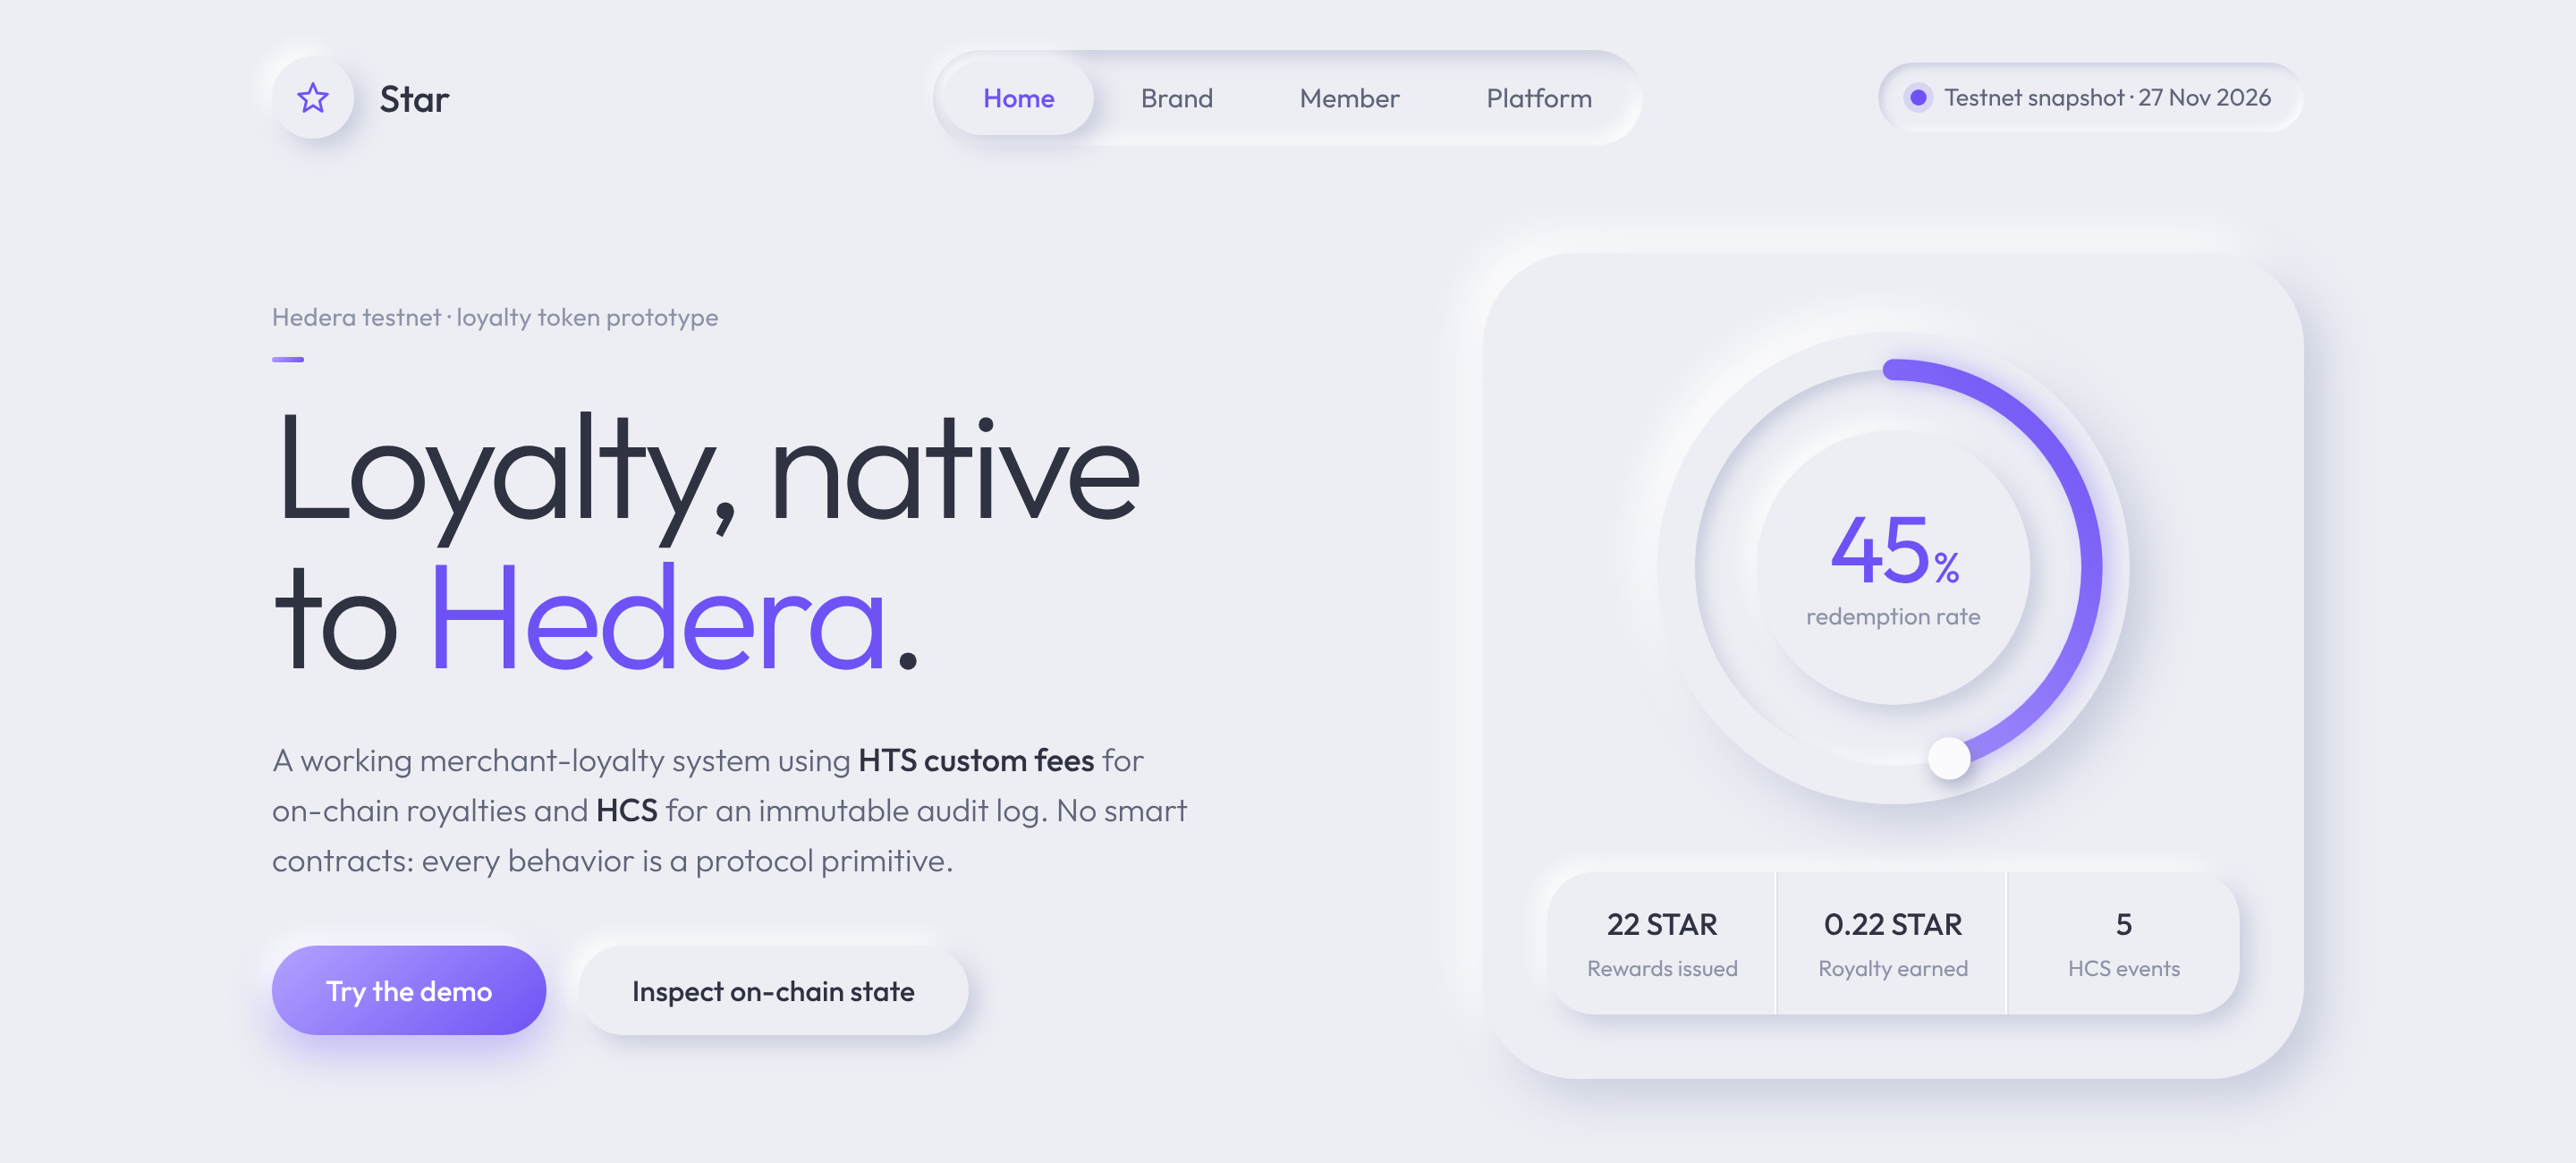 Star
Home
Brand
Member
Platform
Testnet snapshot · 27 Nov 2026
Hedera testnet · loyalty token prototype
Loyalty, native
to Hedera.
A working merchant-loyalty system using HTS custom fees for
on-chain royalties and HCS for an immutable audit log. No smart
contracts: every behavior is a protocol primitive.
Try the demo
Inspect on-chain state
45%
redemption rate
22 STAR
Rewards issued
0.22 STAR
Royalty earned
5
HCS events